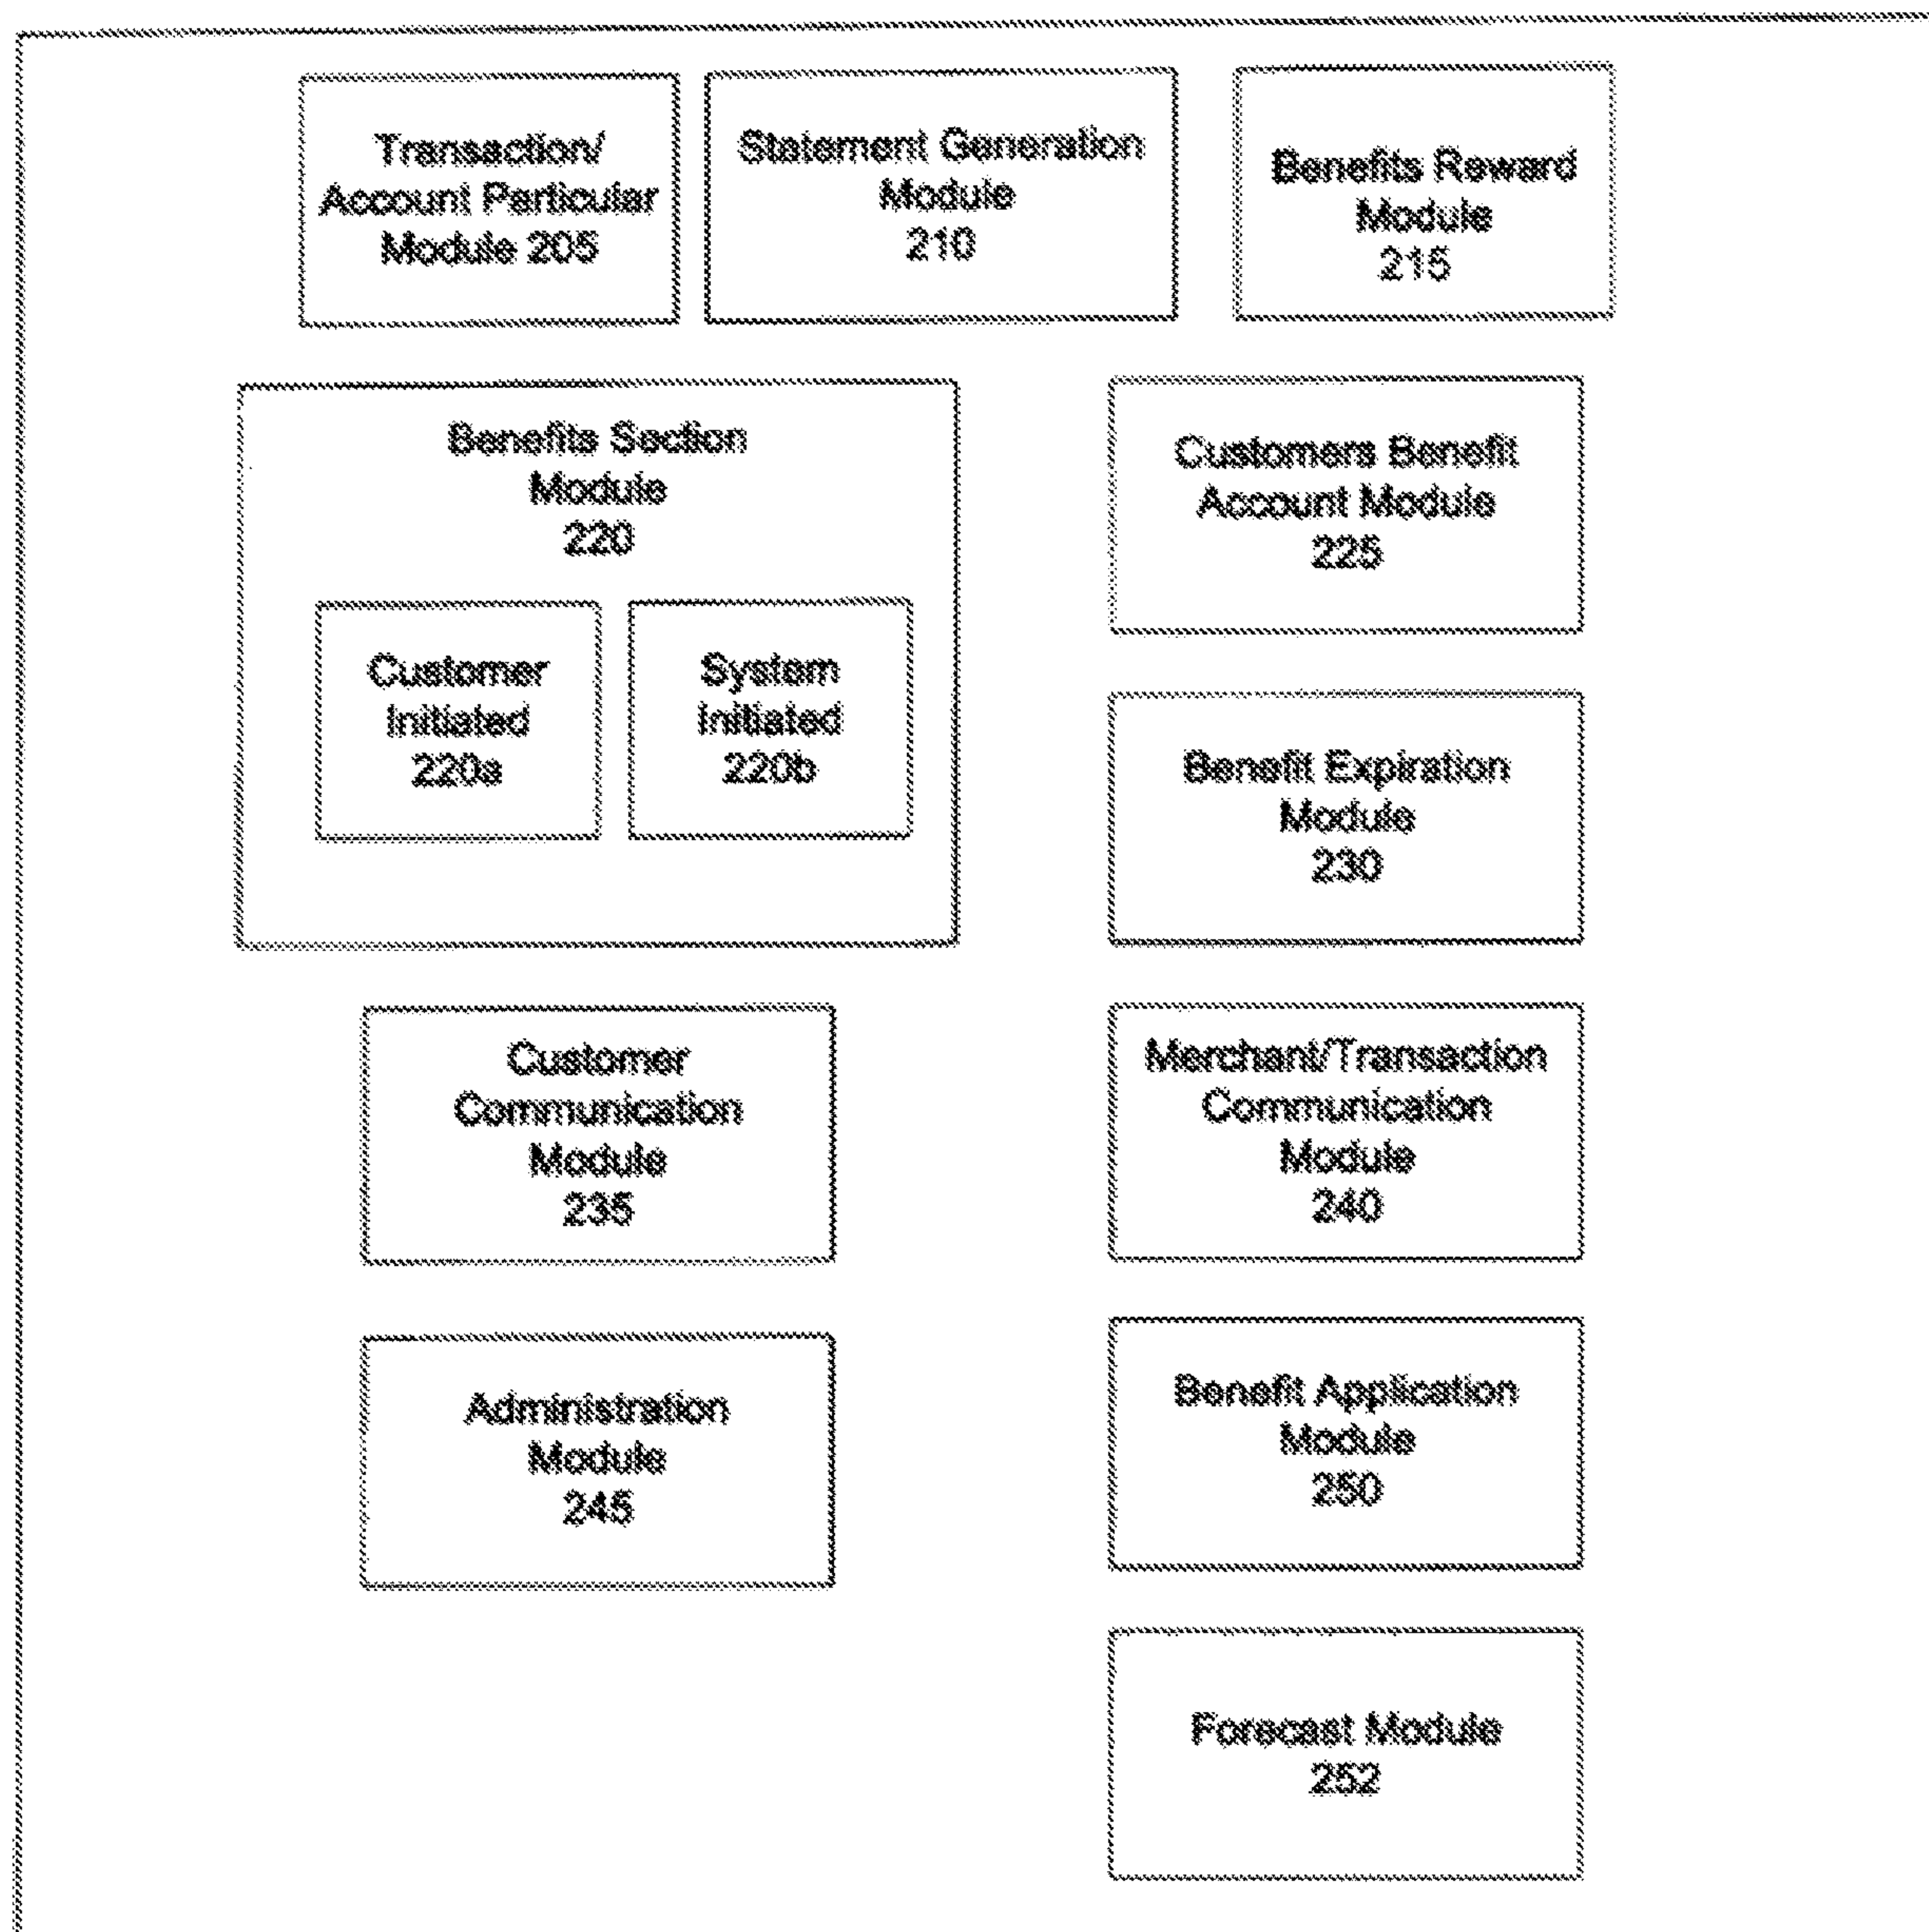 Transaction/
Account Particular
Module 205
Statement Generation
Module
210
Benefits Reward
Module
215
Benefits Section
Module
220
Customer
Initiated
220a
System
Initiated
220b
Customers Benefit
Account Module
225
Benefit Expiration
Module
230
Customer
Communication
Module
235
Merchant/Transaction
Communication
Module
240
Administration
Module
245
Benefit Application
Module
250
Forecast Module
252